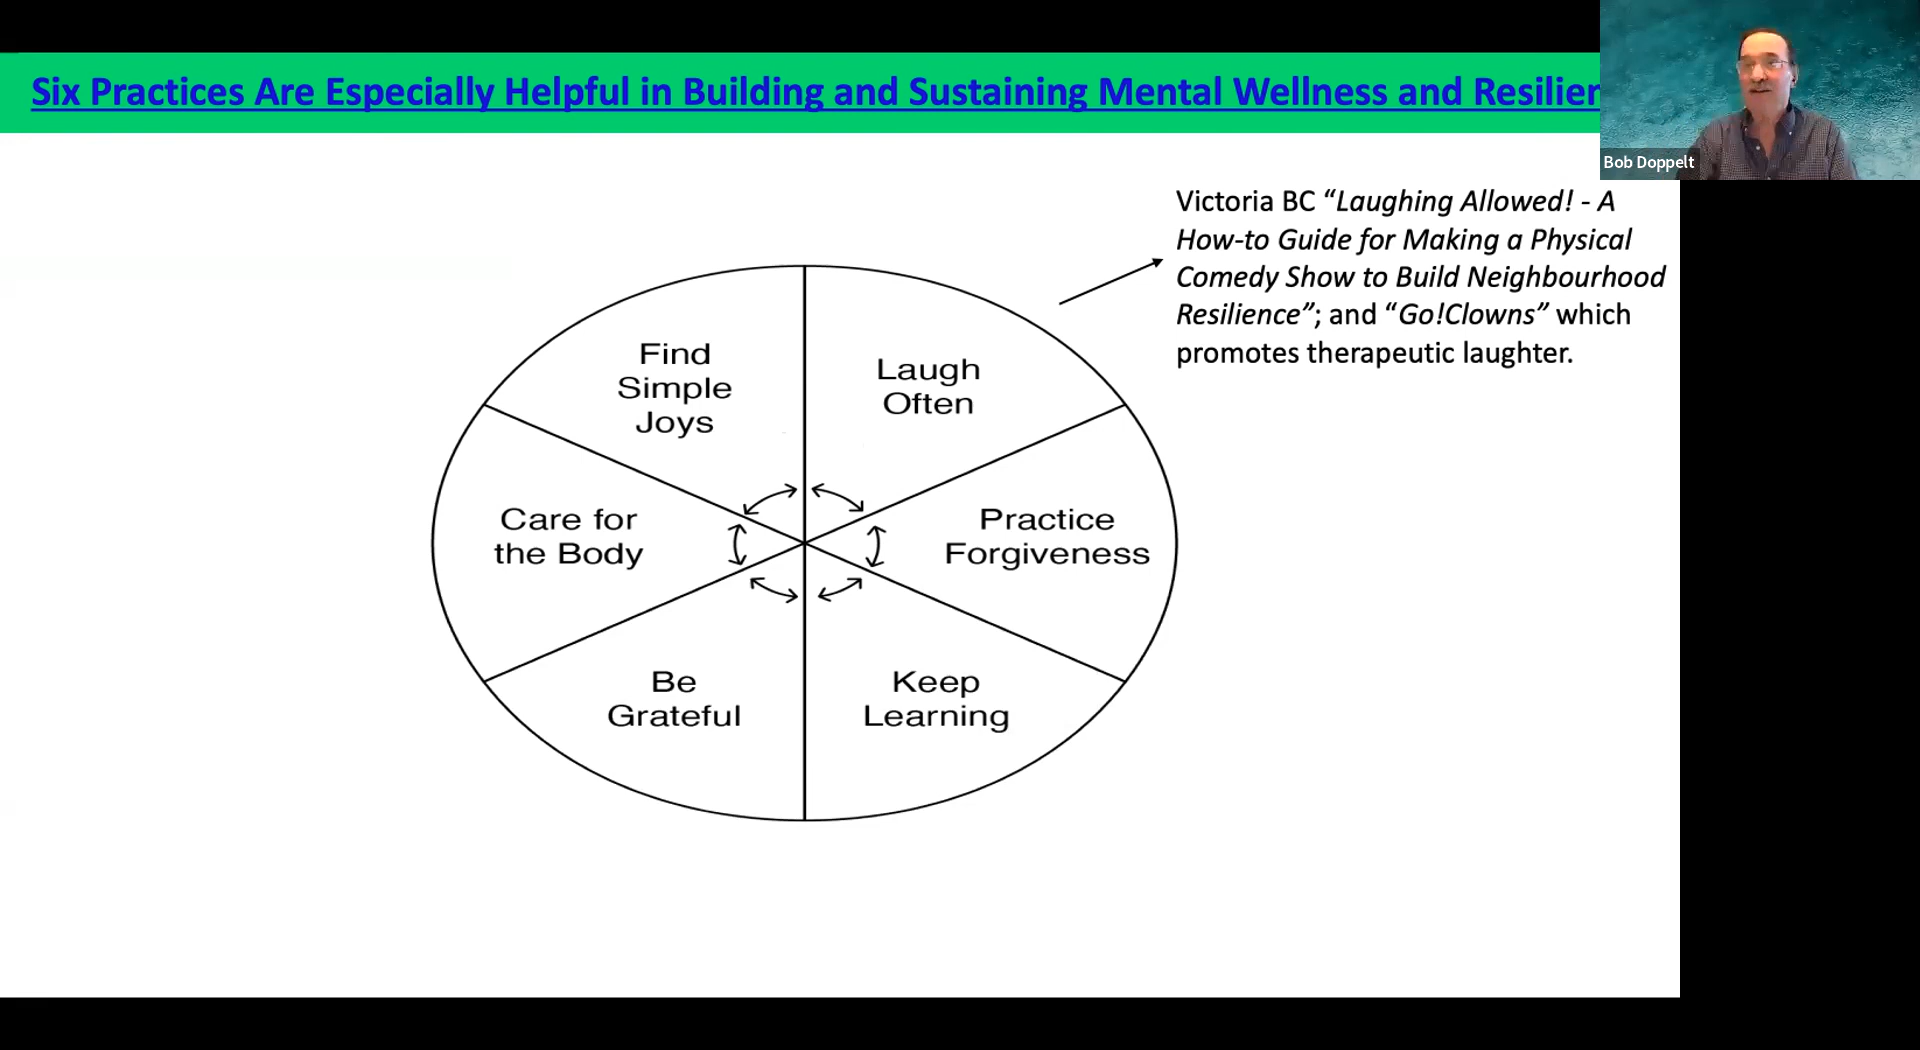 Six Practices Are Especially Helpful in Building and Sustaining Mental Wellness and
Bob Doppelt
Victoria BC “Laughing Allowed! - A
How-to Guide for Making a Physical
Comedy Show to Build Neighbourhood
Resilience”; and “Go!Clowns” which
promotes therapeutic laughter.
Find
Simple
Joys
Laugh
Often
Care for
the Body
Practice
Forgiveness
Be
Grateful
Keep
Learning